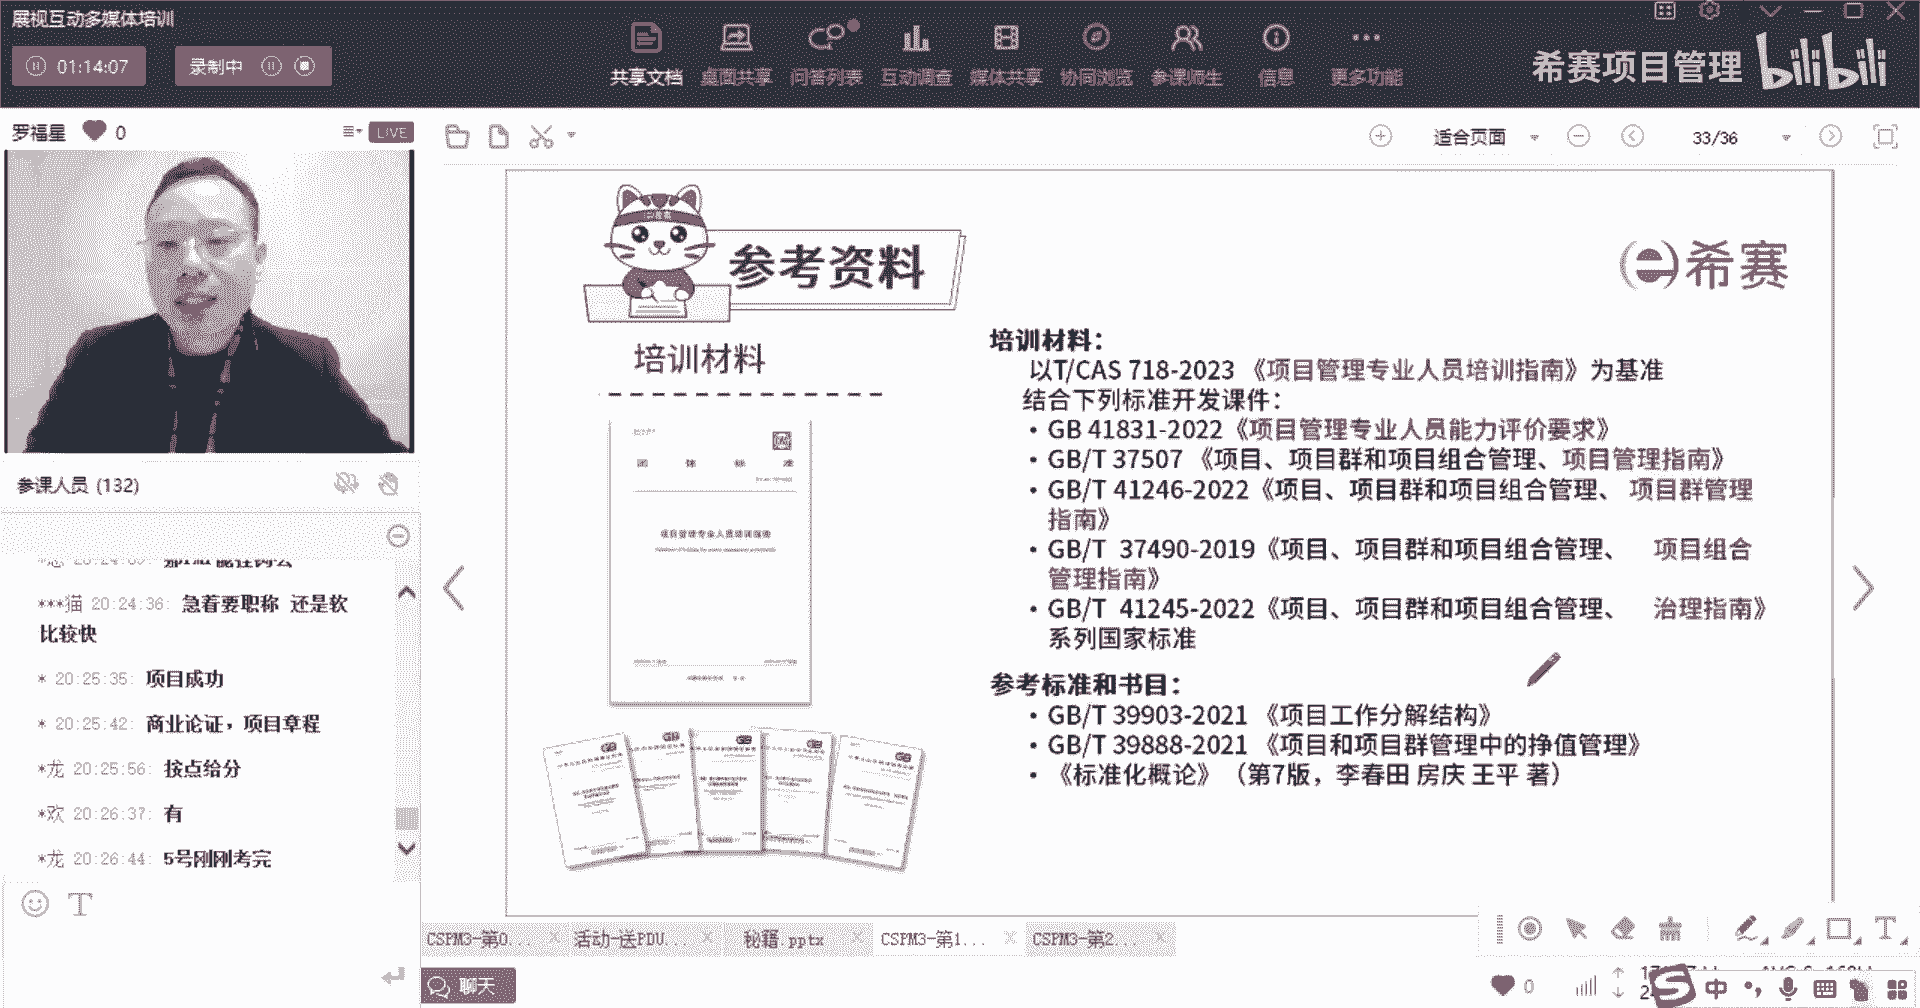 展视互动多媒体培训
01:14:07
录制中
共享文档
桌面共享
问答列表
互动调查
媒体共享
协同浏览
参课师生
信息
更多功能
希赛项目管理 bilibili
罗福星 0
LIVE
适合页面
33/36
参考资料
希赛
培训材料
团体标准
项目管理专业人员培训指南
培训材料：
以T/CAS 718-2023 《项目管理专业人员培训指南》为基准
结合下列标准开发课件：
• GB 41831-2022《项目管理专业人员能力评价要求》
• GB/T 37507 《项目、项目群和项目组合管理、项目管理指南》
• GB/T 41246-2022《项目、项目群和项目组合管理、 项目群管理
指南》
• GB/T 37490-2019《项目、项目群和项目组合管理、 项目组合
管理指南》
• GB/T 41245-2022《项目、项目群和项目组合管理、 治理指南》
系列国家标准
参考标准和书目：
• GB/T 39903-2021 《项目工作分解结构》
• GB/T 39888-2021 《项目和项目群管理中的挣值管理》
• 《标准化概论》（第7版，李春田 房庆 王平 著）
参课人员 (132)
***猫 20:24:36: 急着要职称 还是软
比较快
* 20:25:35: 项目成功
* 20:25:42: 商业论证，项目章程
*龙 20:25:56: 按点给分
*欢 20:26:37: 有
*龙 20:26:44: 5号刚刚考完
CSPM3-第0...
活动-送PDU...
秘籍.pptx
CSPM3-第1...
CSPM3-第2...
聊天
0
中